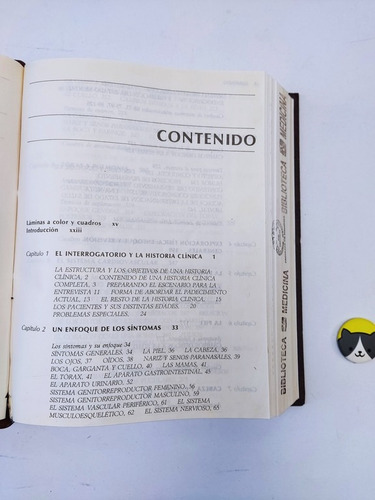 CONTENIDO
Láminas a color y cuadros xv
Introducción xxiii
Capítulo 1 EL INTERROGATORIO Y LA HISTORIA CLÍNICA 1
LA ESTRUCTURA Y LOS OBJETIVOS DE UNA HISTORIA
CLÍNICA, 2 CONTENIDO DE UNA HISTORIA CLÍNICA
COMPLETA, 3 PREPARANDO EL ESCENARIO PARA LA
ENTREVISTA 11 FORMA DE ABORDAR EL PADECIMIENTO
ACTUAL, 13 EL RESTO DE LA HISTORIA CLÍNICA, 15
LOS PACIENTES Y SUS DISTINTAS EDADES, 20
PROBLEMAS ESPECIALES, 24
Capítulo 2 UN ENFOQUE DE LOS SÍNTOMAS 33
Los síntomas y su enfoque 34
SÍNTOMAS GENERALES, 34 LA PIEL, 36 LA CABEZA, 36
LOS OJOS, 37 OÍDOS, 38 NARIZ Y SENOS PARANASALES, 39
BOCA, GARGANTA Y CUELLO, 40 LAS MAMAS, 41
EL TÓRAX, 41 EL APARATO GASTROINTESTINAL, 45
EL APARATO URINARIO, 52
SISTEMA GENITORREPRODUCTOR FEMENINO, 56
SISTEMA GENITORREPRODUCTOR MASCULINO, 59
EL SISTEMA VASCULAR PERIFÉRICO, 61 EL SISTEMA
MUSCULOESQUELÉTICO, 62 EL SISTEMA NERVIOSO, 65
BIBLIOTECA MEDICINA
BIBLIOTECA MEDICINA